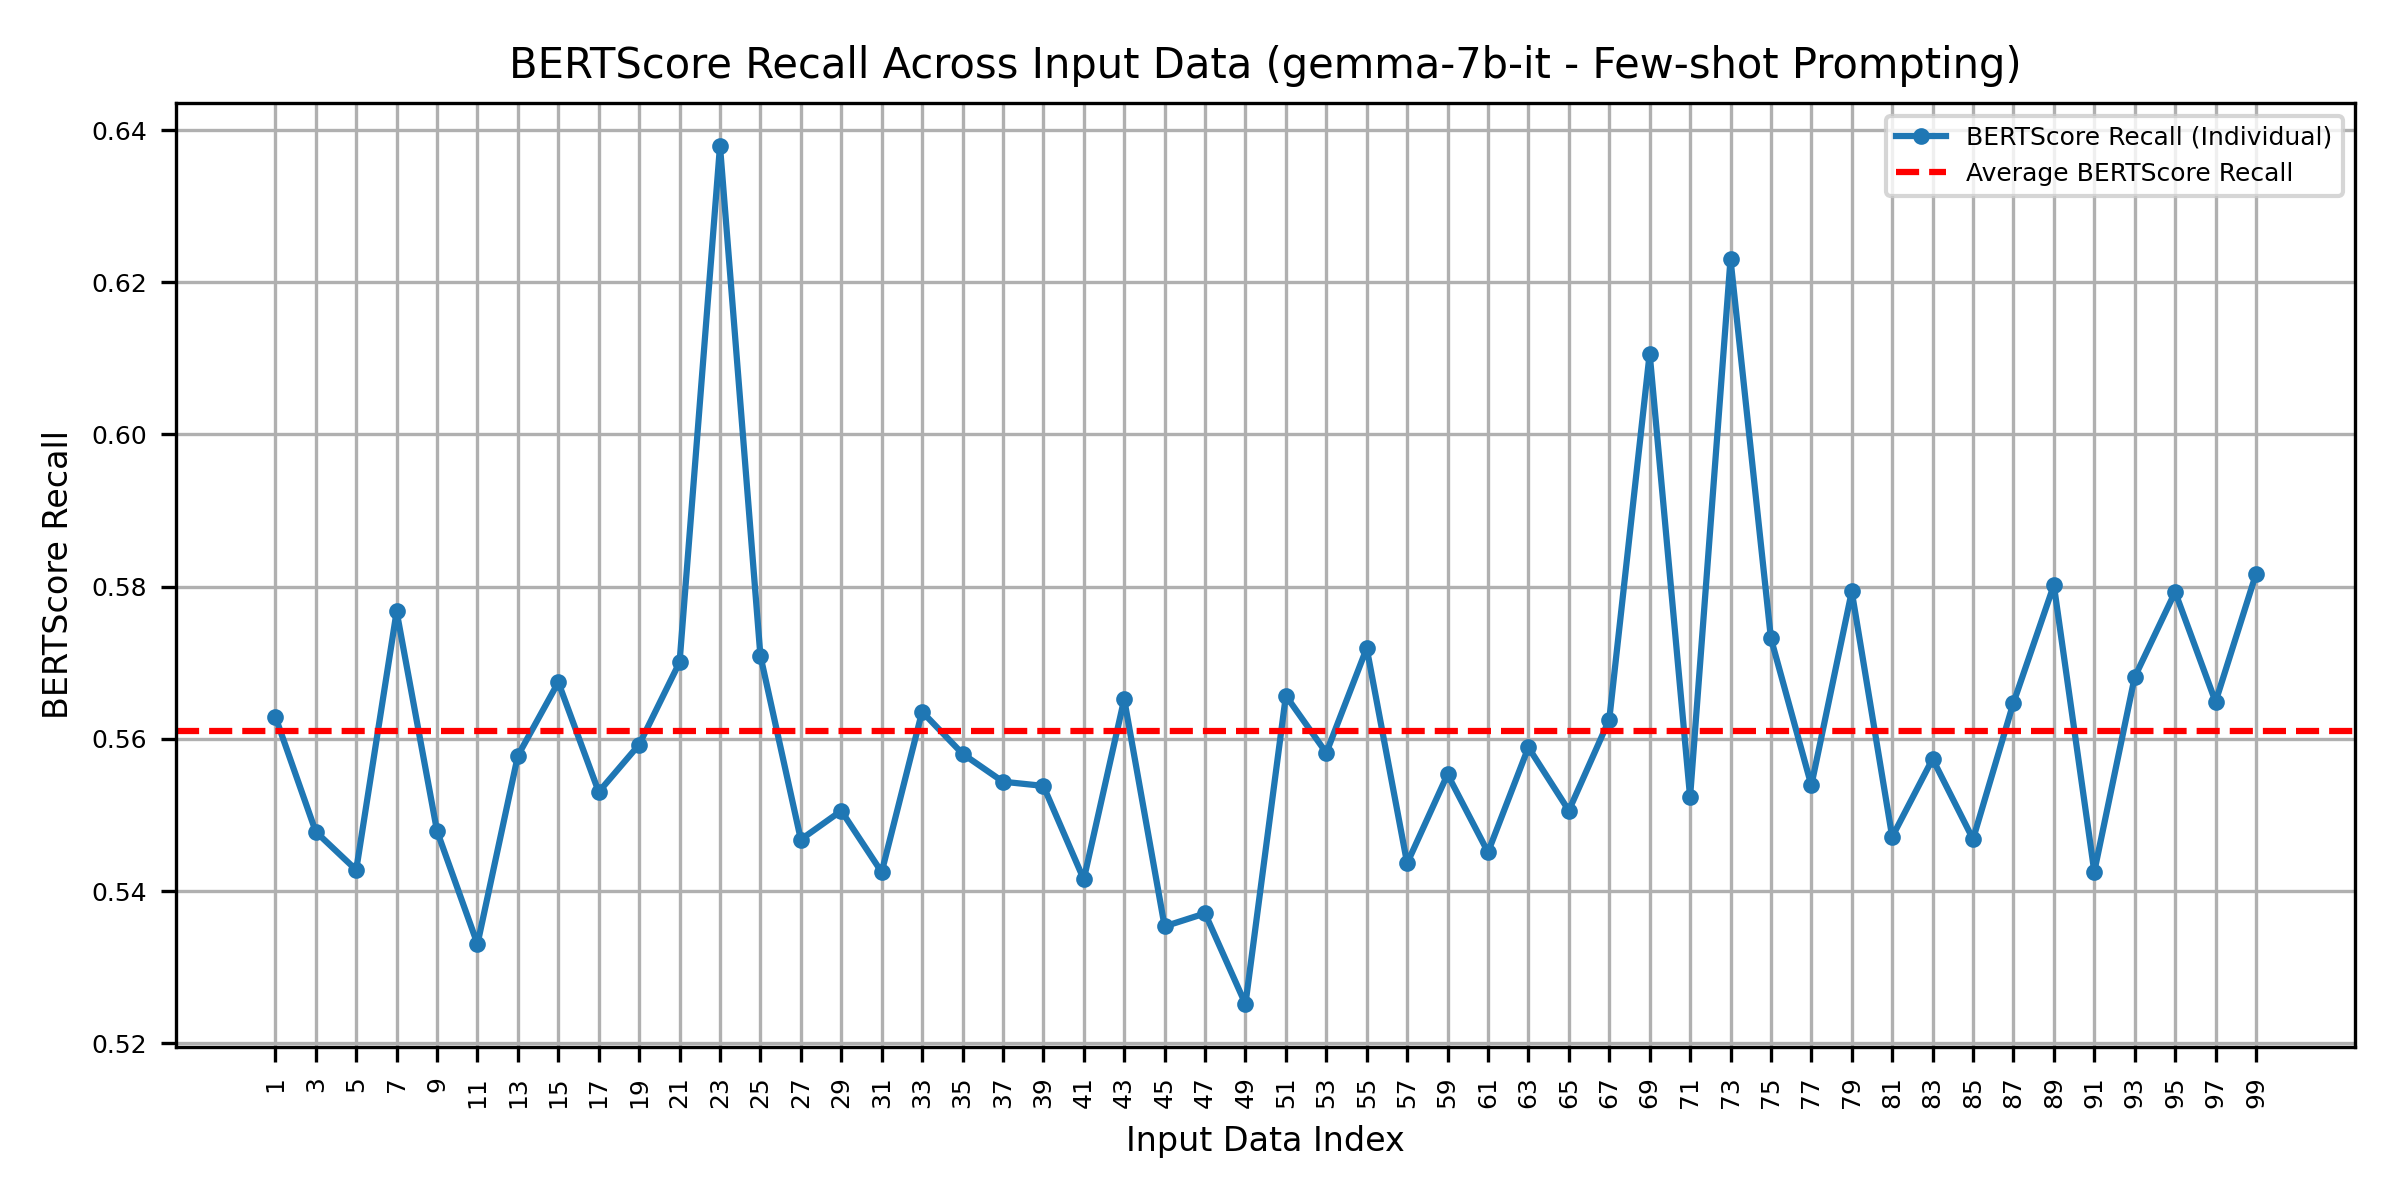 BERTScore Recall Across Input Data (gemma-7b-it - Few-shot Prompting)
BERTScore Recall (Individual)
Average BERTScore Recall
BERTScore Recall
0.64
0.62
0.60
0.58
0.56
0.54
0.52
1 3 5 7 9 11 13 15 17 19 21 23 25 27 29 31 33 35 37 39 41 43 45 47 49 51 53 55 57 59 61 63 65 67 69 71 73 75 77 79 81 83 85 87 89 91 93 95 97 99
Input Data Index